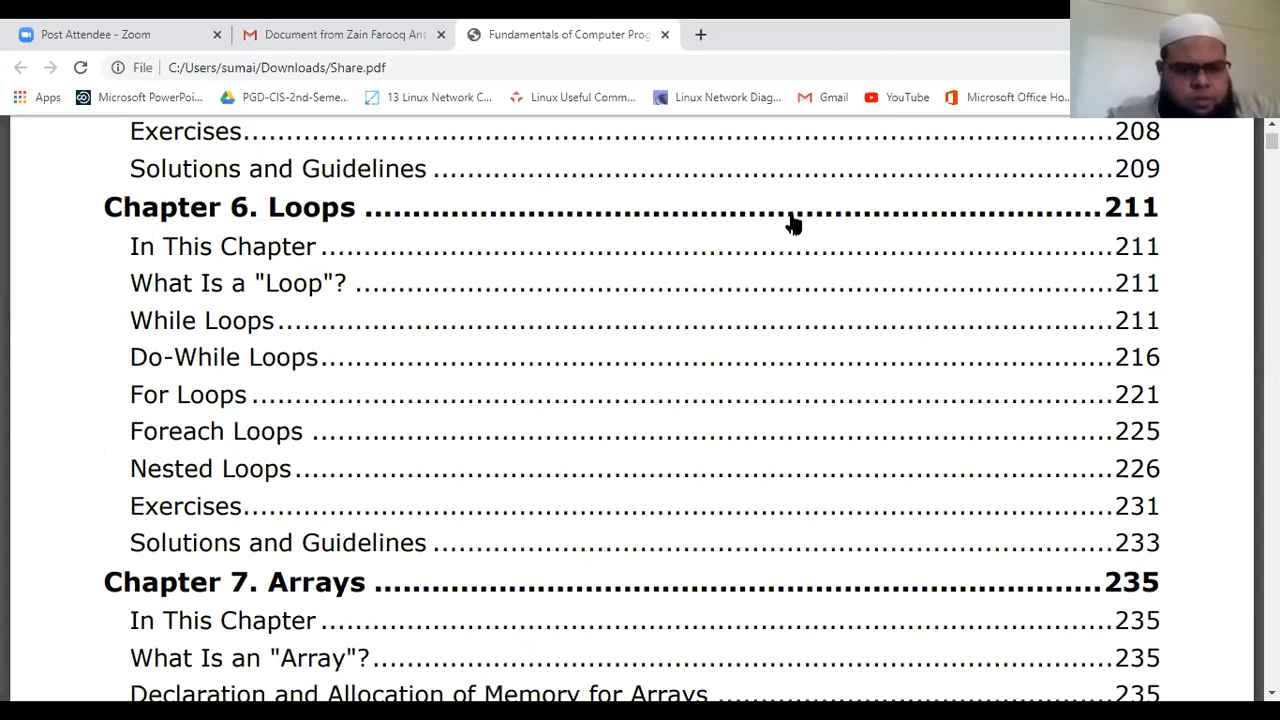 Post Attendee - Zoom
Document from Zain Farooq Ans
Fundamentals of Computer Prog
File C:/Users/sumai/Downloads/Share.pdf
Apps Microsoft PowerPoi... PGD-CIS-2nd-Seme... 13 Linux Network C... Linux Useful Comm... Linux Network Diag... Gmail YouTube Microsoft Office Ho...
Exercises 208
Solutions and Guidelines 209
Chapter 6. Loops 211
In This Chapter 211
What Is a "Loop"? 211
While Loops 211
Do-While Loops 216
For Loops 221
Foreach Loops 225
Nested Loops 226
Exercises 231
Solutions and Guidelines 233
Chapter 7. Arrays 235
In This Chapter 235
What Is an "Array"? 235
Declaration and Allocation of Memory for Arrays 235